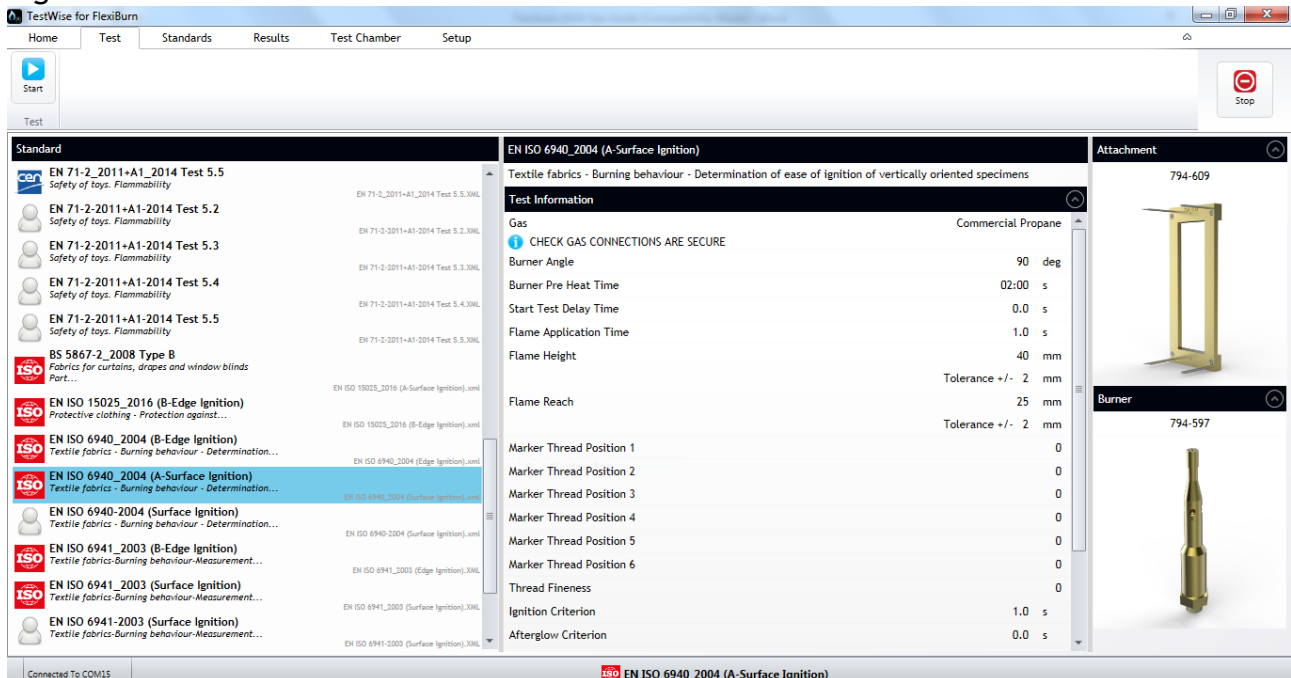 TestWise for FlexiBurn
Home Test Standards Results Test Chamber Setup
Start
Stop
Test
Standard
cen
EN 71-2_2011+A1_2014 Test 5.5
Safety of toys. Flammability
EN 71-2_2011+A1_2014 Test 5.5.XML
EN 71-2-2011+A1-2014 Test 5.2
Safety of toys. Flammability
EN 71-2-2011+A1-2014 Test 5.2.XML
EN 71-2-2011+A1-2014 Test 5.3
Safety of toys. Flammability
EN 71-2-2011+A1-2014 Test 5.3.XML
EN 71-2-2011+A1-2014 Test 5.4
Safety of toys. Flammability
EN 71-2-2011+A1-2014 Test 5.4.XML
EN 71-2-2011+A1-2014 Test 5.5
Safety of toys. Flammability
EN 71-2-2011+A1-2014 Test 5.5.XML
ISO
BS 5867-2_2008 Type B
Fabrics for curtains, drapes and window blinds
Part...
EN ISO 15025_2016 (A-Surface Ignition).xml
ISO
EN ISO 15025_2016 (B-Edge Ignition)
Protective clothing - Protection against...
EN ISO 15025_2016 (B-Edge Ignition).xml
ISO
EN ISO 6940_2004 (B-Edge Ignition)
Textile fabrics - Burning behaviour - Determination...
EN ISO 6940_2004 (Edge Ignition).xml
ISO
EN ISO 6940_2004 (A-Surface Ignition)
Textile fabrics - Burning behaviour - Determination...
EN ISO 6940_2004 (Surface Ignition).xml
EN ISO 6940-2004 (Surface Ignition)
Textile fabrics - Burning behaviour - Determination...
EN ISO 6940-2004 (Surface Ignition).xml
ISO
EN ISO 6941_2003 (B-Edge Ignition)
Textile fabrics-Burning behaviour-Measurement...
EN ISO 6941_2003 (Edge Ignition).XML
ISO
EN ISO 6941_2003 (Surface Ignition)
Textile fabrics-Burning behaviour-Measurement...
EN ISO 6941_2003 (Surface Ignition).XML
EN ISO 6941-2003 (Surface Ignition)
Textile fabrics-Burning behaviour-Measurement...
EN ISO 6941-2003 (Surface Ignition).XML
EN ISO 6940_2004 (A-Surface Ignition)
Textile fabrics - Burning behaviour - Determination of ease of ignition of vertically oriented specimens
Test Information
Gas Commercial Propane
CHECK GAS CONNECTIONS ARE SECURE
Burner Angle 90 deg
Burner Pre Heat Time 02:00 s
Start Test Delay Time 0.0 s
Flame Application Time 1.0 s
Flame Height 40 mm
Tolerance +/- 2 mm
Flame Reach 25 mm
Tolerance +/- 2 mm
Marker Thread Position 1 0
Marker Thread Position 2 0
Marker Thread Position 3 0
Marker Thread Position 4 0
Marker Thread Position 5 0
Marker Thread Position 6 0
Thread Fineness 0
Ignition Criterion 1.0 s
Afterglow Criterion 0.0 s
Attachment
794-609
Burner
794-597
Connected To COM15
ISO EN ISO 6940_2004 (A-Surface Ignition)